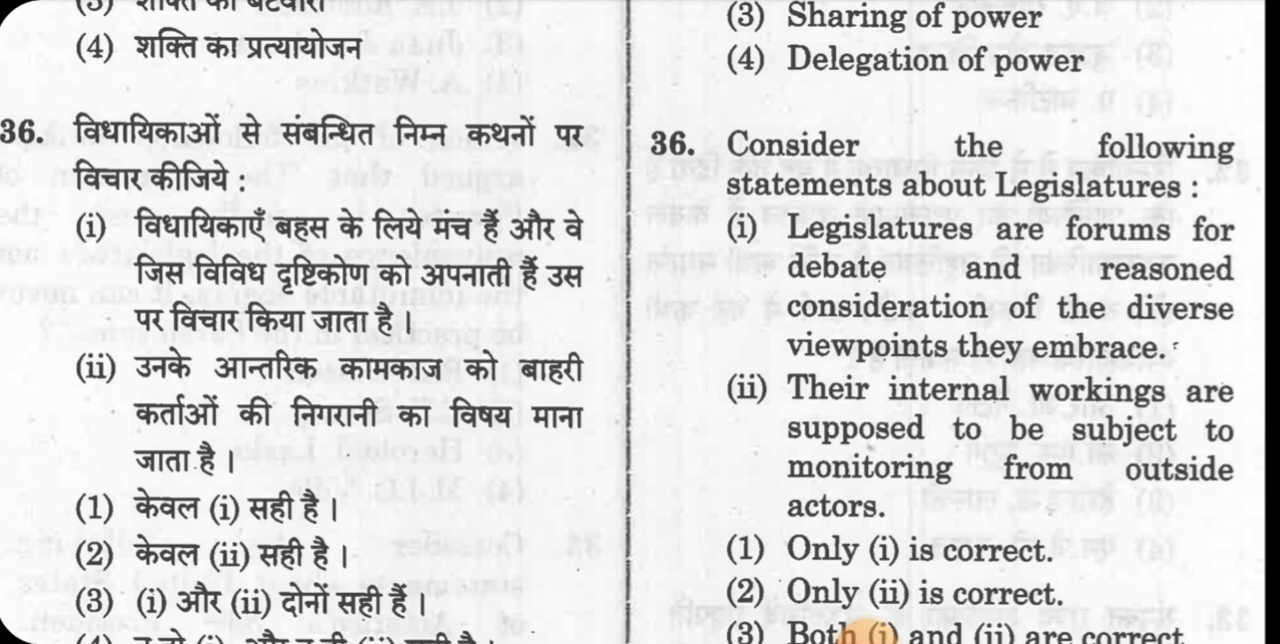 (3) शक्ति का बँटवारा
(4) शक्ति का प्रत्यायोजन
36. विधायिकाओं से संबन्धित निम्न कथनों पर
विचार कीजिये :
(i) विधायिकाएँ बहस के लिये मंच हैं और वे
जिस विविध दृष्टिकोण को अपनाती हैं उस
पर विचार किया जाता है।
(ii) उनके आन्तरिक कामकाज को बाहरी
कर्ताओं की निगरानी का विषय माना
जाता है।
(1) केवल (i) सही है।
(2) केवल (ii) सही है।
(3) (i) और (ii) दोनों सही हैं।
(3) Sharing of power
(4) Delegation of power
36. Consider the following
statements about Legislatures :
(i) Legislatures are forums for
debate and reasoned
consideration of the diverse
viewpoints they embrace.
(ii) Their internal workings are
supposed to be subject to
monitoring from outside
actors.
(1) Only (i) is correct.
(2) Only (ii) is correct.
(3) Both (i) and (ii) are correct.